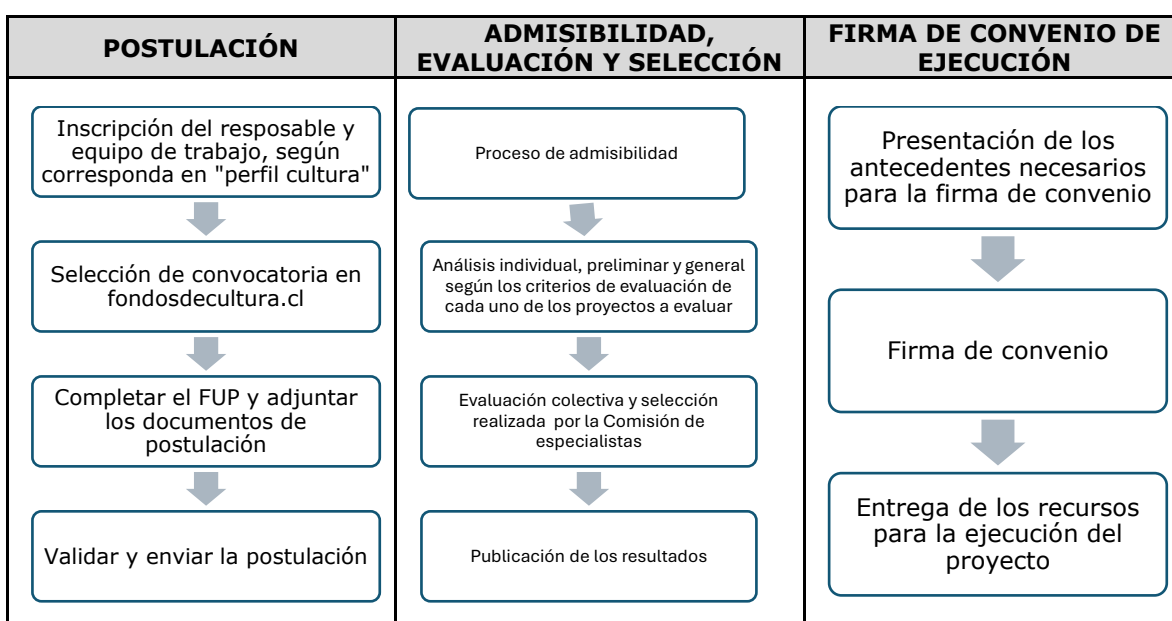 POSTULACIÓN
Inscripción del resposable y
equipo de trabajo, según
corresponda en "perfil cultura"
Selección de convocatoria en
fondosdecultura.cl
Completar el FUP y adjuntar
los documentos de
postulación
Validar y enviar la postulación
ADMISIBILIDAD,
EVALUACIÓN Y SELECCIÓN
Proceso de admisibilidad
Análisis individual, preliminar y general
según los criterios de evaluación de
cada uno de los proyectos a evaluar
Evaluación colectiva y selección
realizada por la Comisión de
especialistas
Publicación de los resultados
FIRMA DE CONVENIO DE
EJECUCIÓN
Presentación de los
antecedentes necesarios
para la firma de convenio
Firma de convenio
Entrega de los recursos
para la ejecución del
proyecto